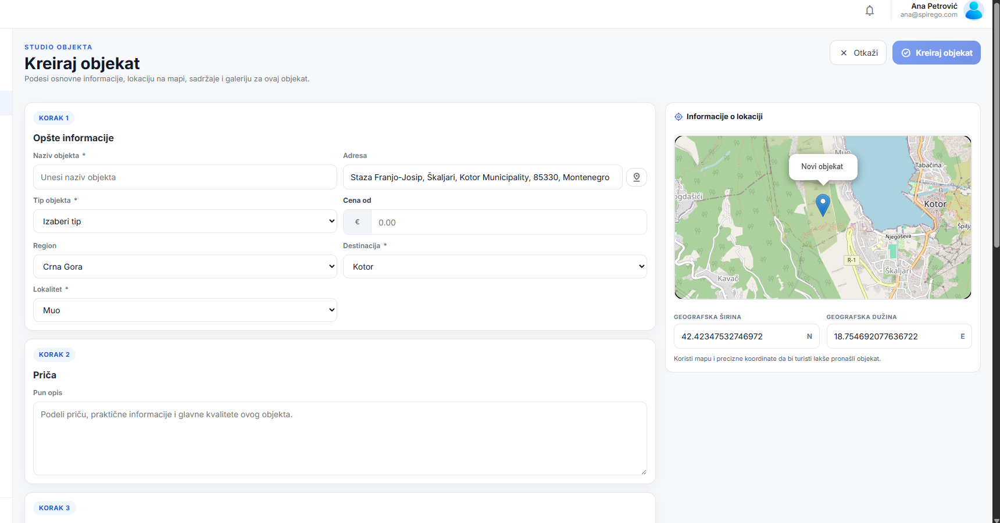 Ana Petrović
ana@spirego.com
STUDIO OBJEKTA
Kreiraj objekat
Podesi osnovne informacije, lokaciju na mapi, sadržaje i galeriju za ovaj objekat.
Otkaži
Kreiraj objekat
KORAK 1
Opšte informacije
Naziv objekta *
Unesi naziv objekta
Adresa
Staza Franjo-Josip, Škaljari, Kotor Municipality, 85330, Montenegro
Tip objekta *
Izaberi tip
Cena od
€
0.00
Region
Crna Gora
Destinacija *
Kotor
Lokalitet *
Muo
KORAK 2
Priča
Pun opis
Podeli priču, praktične informacije i glavne kvalitete ovog objekta.
KORAK 3
Informacije o lokaciji
Muo
Novi objekat
Tabačina
ogdašići
Kotor
Špilja
Njegoševa
R-1
Škaljari
Kavač
GEOGRAFSKA ŠIRINA
42.42347532746972 N
GEOGRAFSKA DUŽINA
18.754692077636722 E
Koristi mapu i precizne koordinate da bi turisti lakše pronašli objekat.